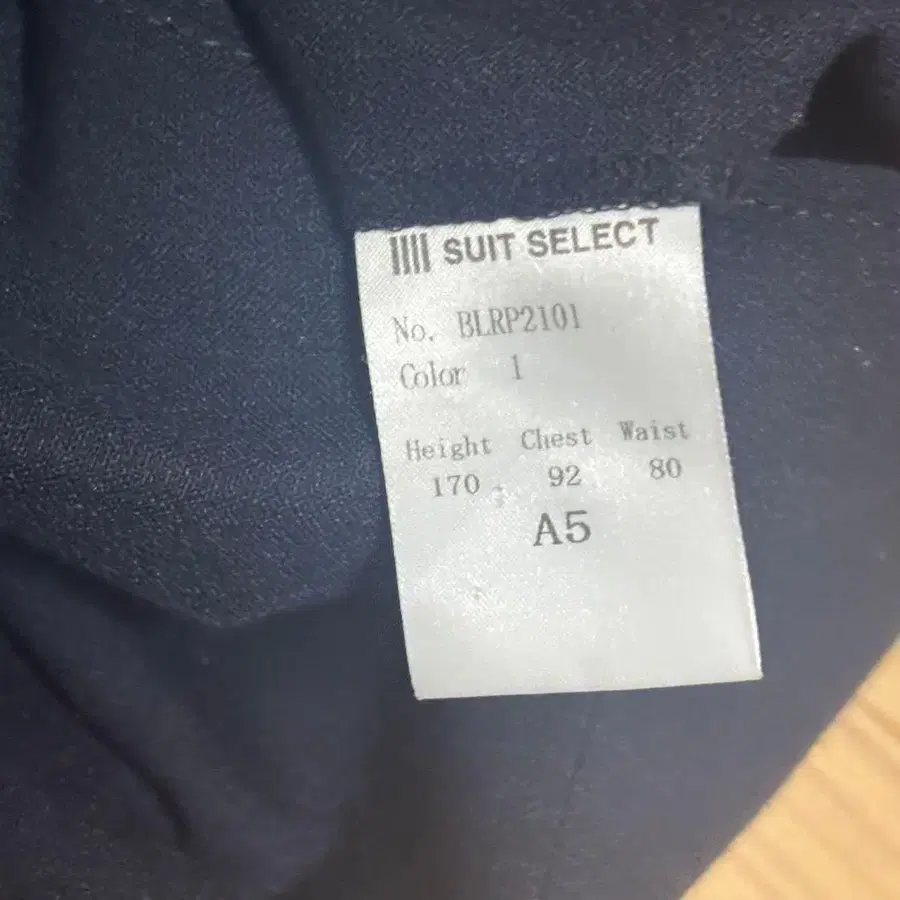 SUIT SELECT
No. BLRP2101
Color 1
Height Chest Waist
170 92 80
A5